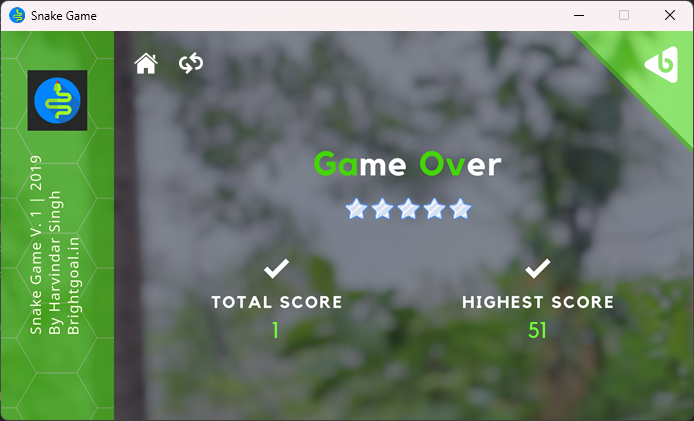 Snake Game
Snake Game V. 1 | 2019
By Harvindar Singh
Brightgoal.in
Game Over
TOTAL SCORE
1
HIGHEST SCORE
51
b